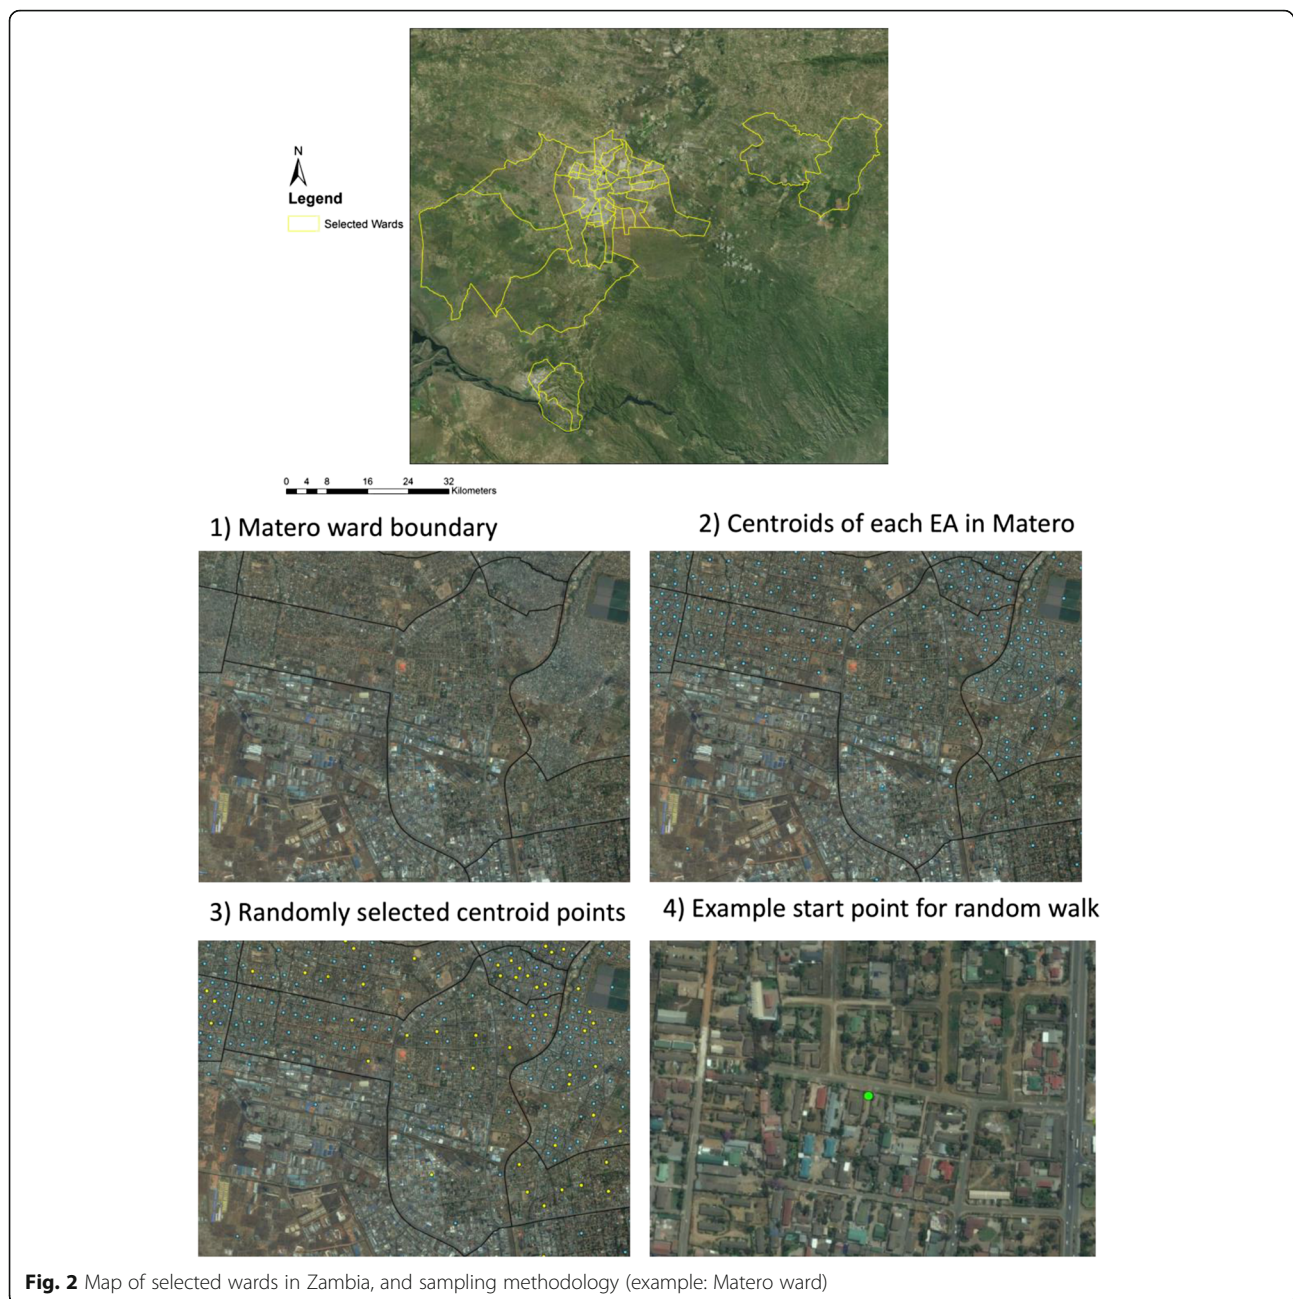 N
Legend
Selected Wards
0 4 8 16 24 32
Kilometers
1) Matero ward boundary
2) Centroids of each EA in Matero
3) Randomly selected centroid points
4) Example start point for random walk
Fig. 2 Map of selected wards in Zambia, and sampling methodology (example: Matero ward)